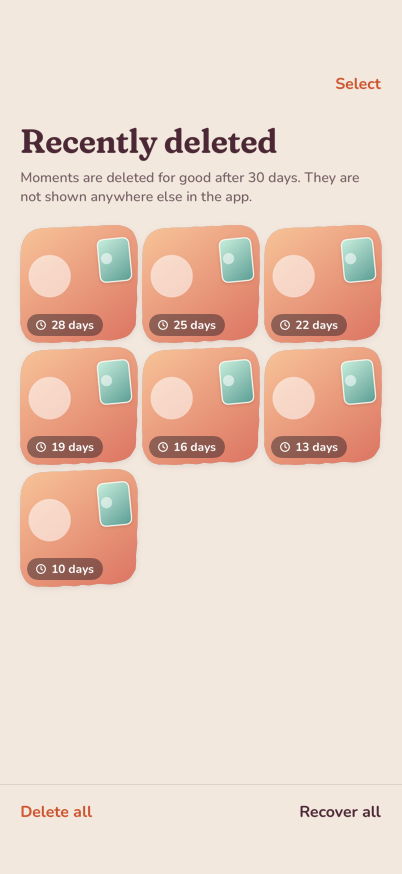 Select
Recently deleted
Moments are deleted for good after 30 days. They are
not shown anywhere else in the app.
28 days
25 days
22 days
19 days
16 days
13 days
10 days
Delete all
Recover all